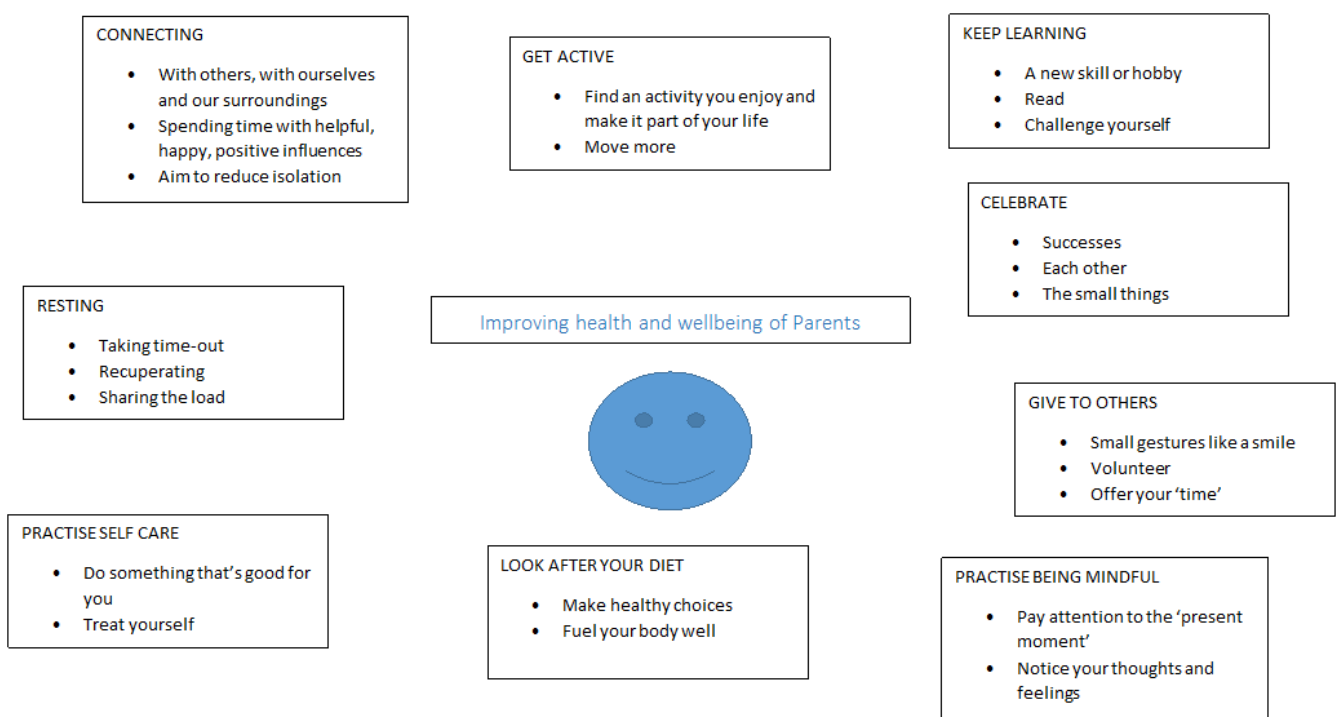 CONNECTING
• With others, with ourselves
and our surroundings
• Spending time with helpful,
happy, positive influences
• Aim to reduce isolation
GET ACTIVE
• Find an activity you enjoy and
make it part of your life
• Move more
KEEP LEARNING
• A new skill or hobby
• Read
• Challenge yourself
CELEBRATE
• Successes
• Each other
• The small things
RESTING
• Taking time-out
• Recuperating
• Sharing the load
Improving health and wellbeing of Parents
GIVE TO OTHERS
• Small gestures like a smile
• Volunteer
• Offer your ‘time’
PRACTISE SELF CARE
• Do something that’s good for
you
• Treat yourself
LOOK AFTER YOUR DIET
• Make healthy choices
• Fuel your body well
PRACTISE BEING MINDFUL
• Pay attention to the ‘present
moment’
• Notice your thoughts and
feelings